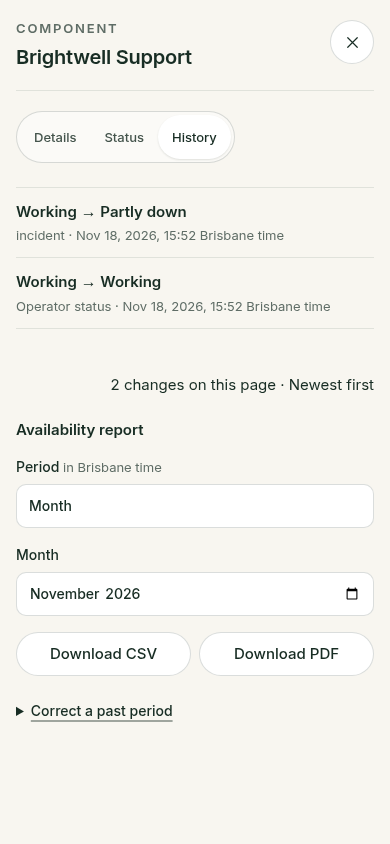 COMPONENT
Brightwell Support
Details Status History
Working → Partly down
incident · Nov 18, 2026, 15:52 Brisbane time
Working → Working
Operator status · Nov 18, 2026, 15:52 Brisbane time
2 changes on this page · Newest first
Availability report
Period in Brisbane time
Month
Month
November 2026
Download CSV Download PDF
Correct a past period